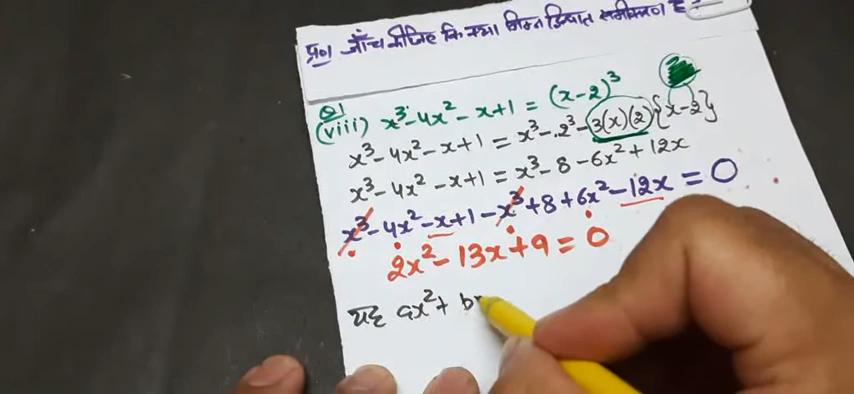 प्रश्न जाँच कीजिए कि क्या निम्न द्विघात समीकरण है
Q1
(viii) x³-4x²-x+1 = (x-2)³
x³-4x²-x+1 = x³-2³-3(x)(2){x-2}
x³-4x²-x+1 = x³-8-6x²+12x
x³-4x²-x+1-x³+8+6x²-12x = 0
2x²-13x+9 = 0
यह ax²+ bx